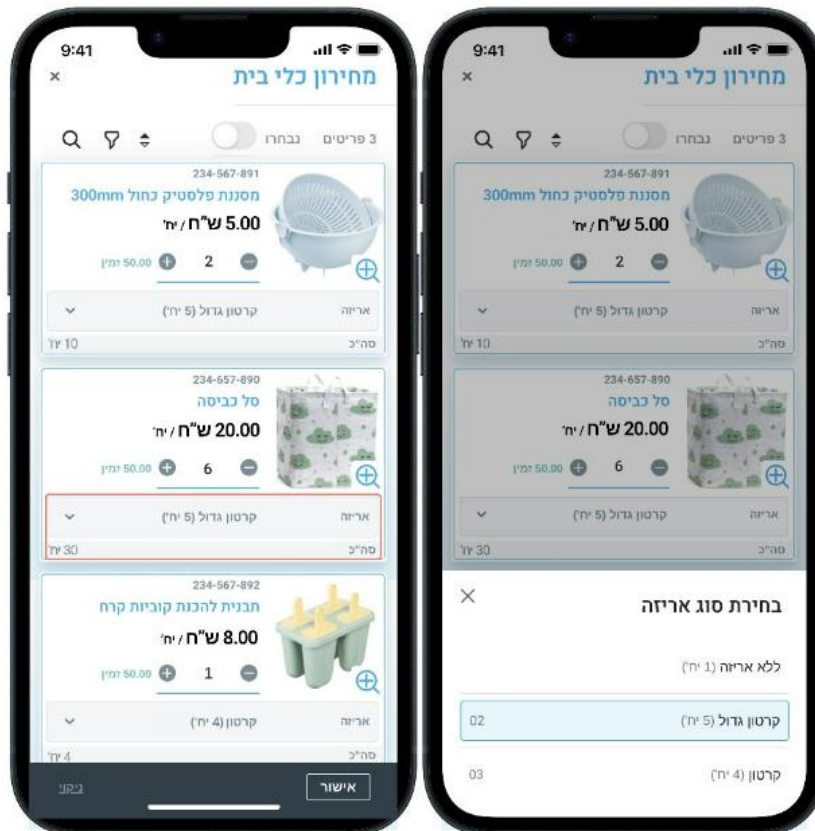 9:41
מחירון כלי בית
×
3 פריטים נבחרו
234-567-891
מסננת פלסטיק כחול 300mm
5.00 ש"ח / יח'
2
50.00 זמין
אריזה קרטון גדול (5 יח')
סה"כ 10 יח'
234-657-890
סל כביסה
20.00 ש"ח / יח'
6
50.00 זמין
אריזה קרטון גדול (5 יח')
סה"כ 30 יח'
234-567-892
תבנית להכנת קוביות קרח
8.00 ש"ח / יח'
1
50.00 זמין
אריזה קרטון (4 יח')
סה"כ 4 יח'
אישור ניקוי
9:41
מחירון כלי בית
×
3 פריטים נבחרו
234-567-891
מסננת פלסטיק כחול 300mm
5.00 ש"ח / יח'
2
50.00 זמין
אריזה קרטון גדול (5 יח')
סה"כ 10 יח'
234-657-890
סל כביסה
20.00 ש"ח / יח'
6
50.00 זמין
אריזה קרטון גדול (5 יח')
סה"כ 30 יח'
בחירת סוג אריזה
ללא אריזה (1 יח')
קרטון גדול (5 יח') 02
קרטון (4 יח') 03